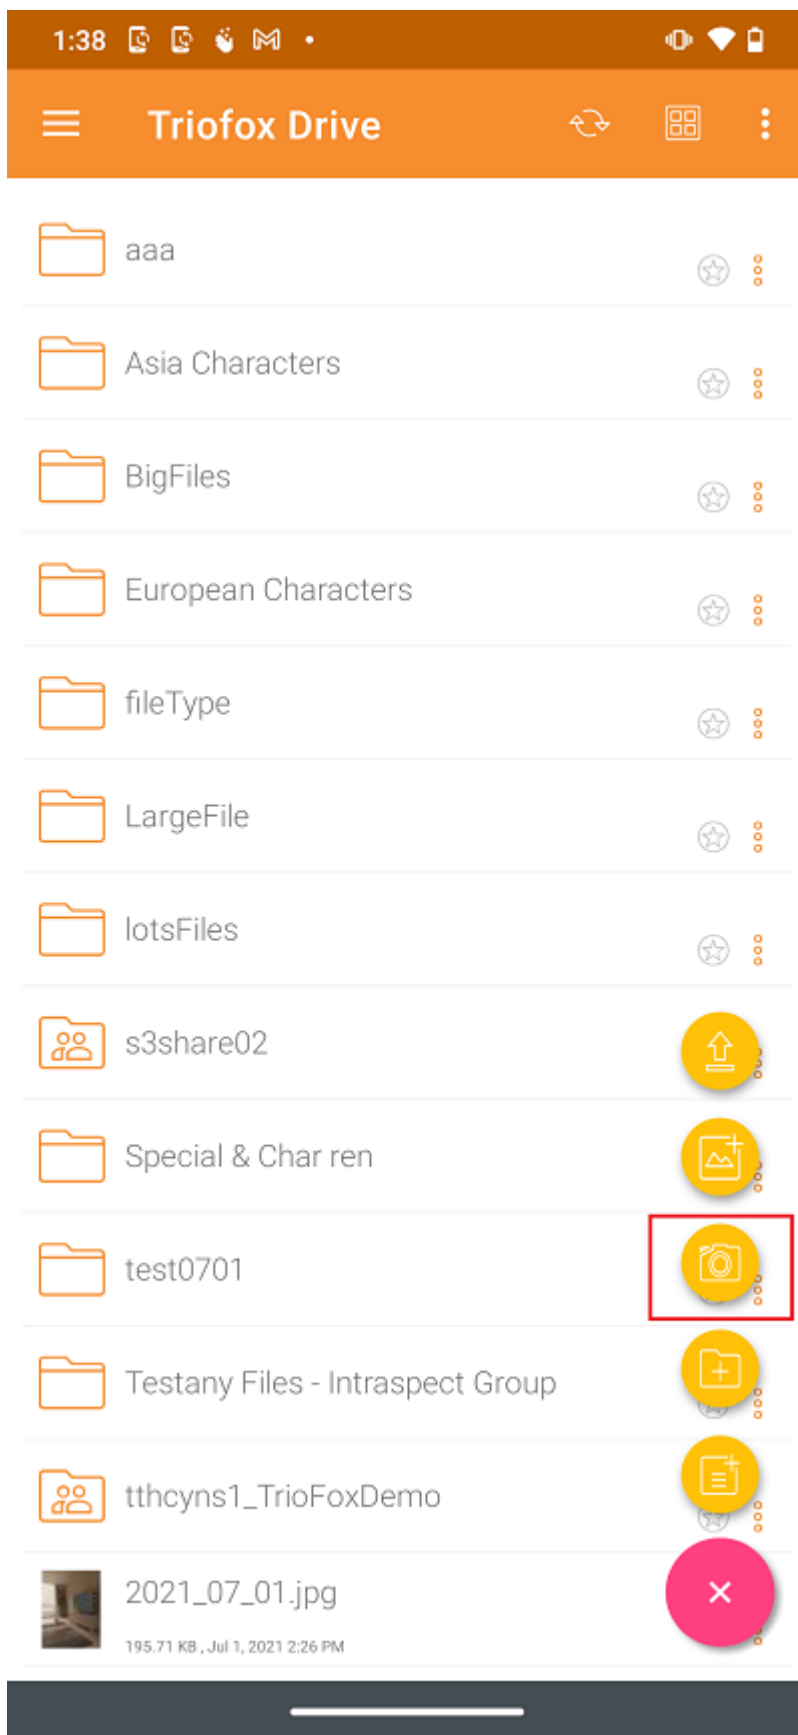 1:38
Triofox Drive
aaa
Asia Characters
BigFiles
European Characters
fileType
LargeFile
lotsFiles
s3share02
Special & Char ren
test0701
Testany Files - Intraspect Group
tthcyns1_TrioFoxDemo
2021_07_01.jpg
195.71 KB , Jul 1, 2021 2:26 PM